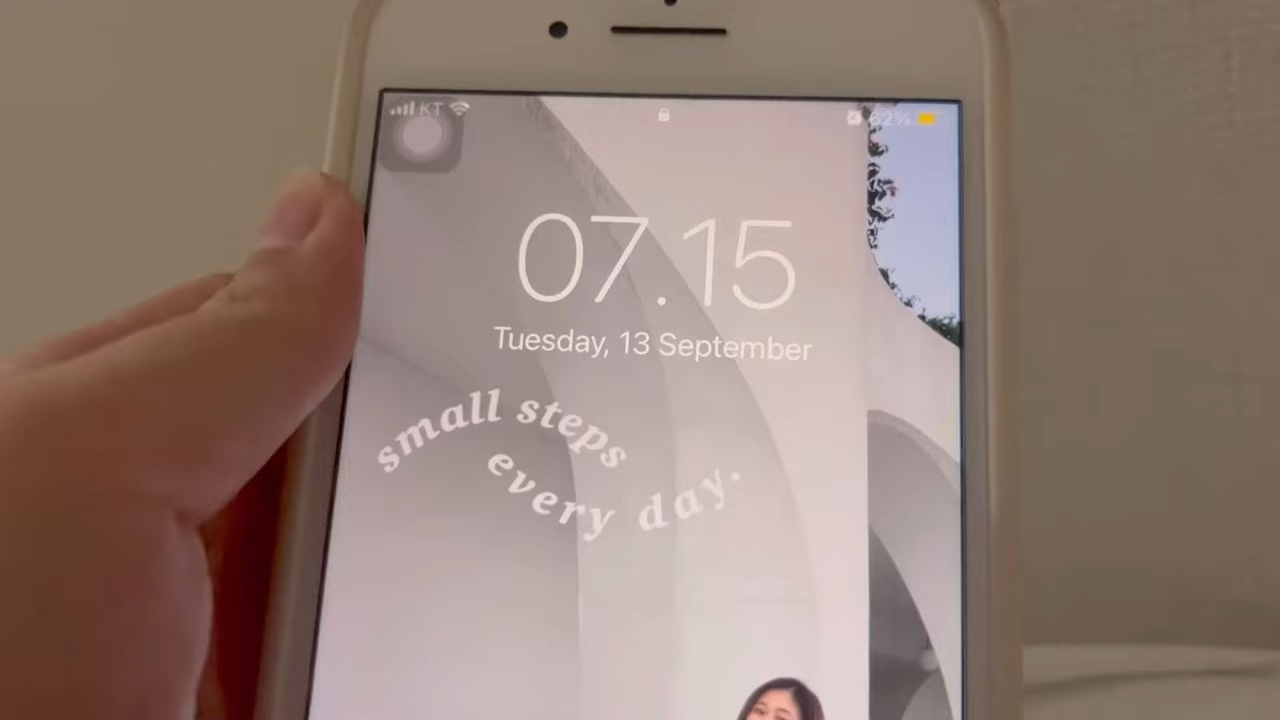 KT 62%
07.15
Tuesday, 13 September
small steps
every day.